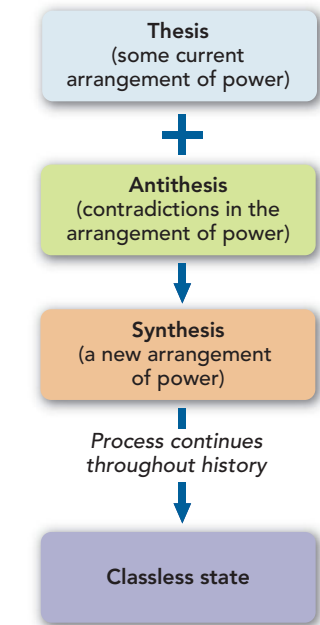 Thesis
(some current
arrangement of power)
+
Antithesis
(contradictions in the
arrangement of power)
Synthesis
(a new arrangement
of power)
Process continues
throughout history
Classless state